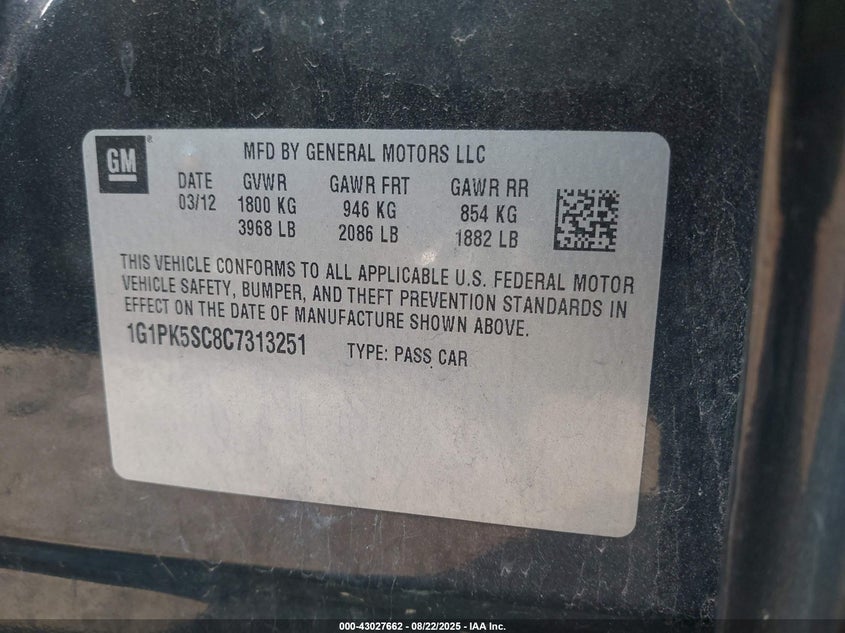 GM®
MFD BY GENERAL MOTORS LLC
DATE GVWR GAWR FRT GAWR RR
03/12 1800 KG 946 KG 854 KG
3968 LB 2086 LB 1882 LB
THIS VEHICLE CONFORMS TO ALL APPLICABLE U.S. FEDERAL MOTOR
VEHICLE SAFETY, BUMPER, AND THEFT PREVENTION STANDARDS IN
EFFECT ON THE DATE OF MANUFACTURE SHOWN ABOVE.
1G1PK5SC8C7313251 TYPE: PASS CAR
000-43027662 - 08/22/2025 - IAA Inc.